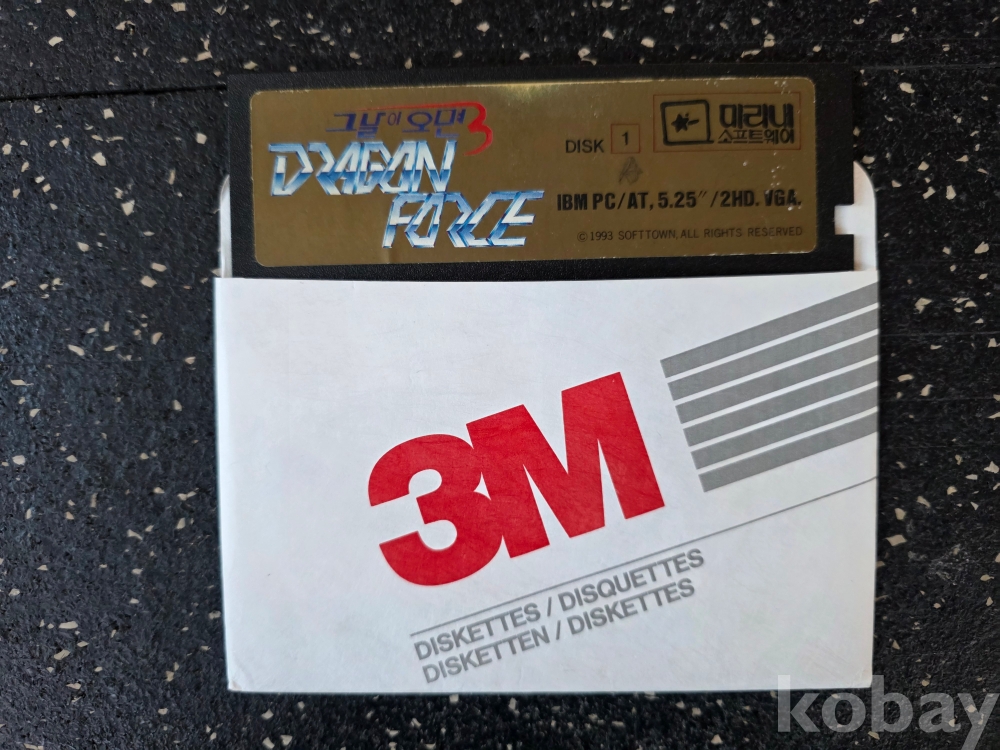 그날이 오면 3
DRAGON
FORCE
DISK 1
미리내
소프트웨어
IBM PC/AT, 5.25″/2HD. VGA.
©1993 SOFTTOWN, ALL RIGHTS RESERVED
3M
DISKETTES / DISQUETTES
DISKETTEN / DISKETTES
kobay